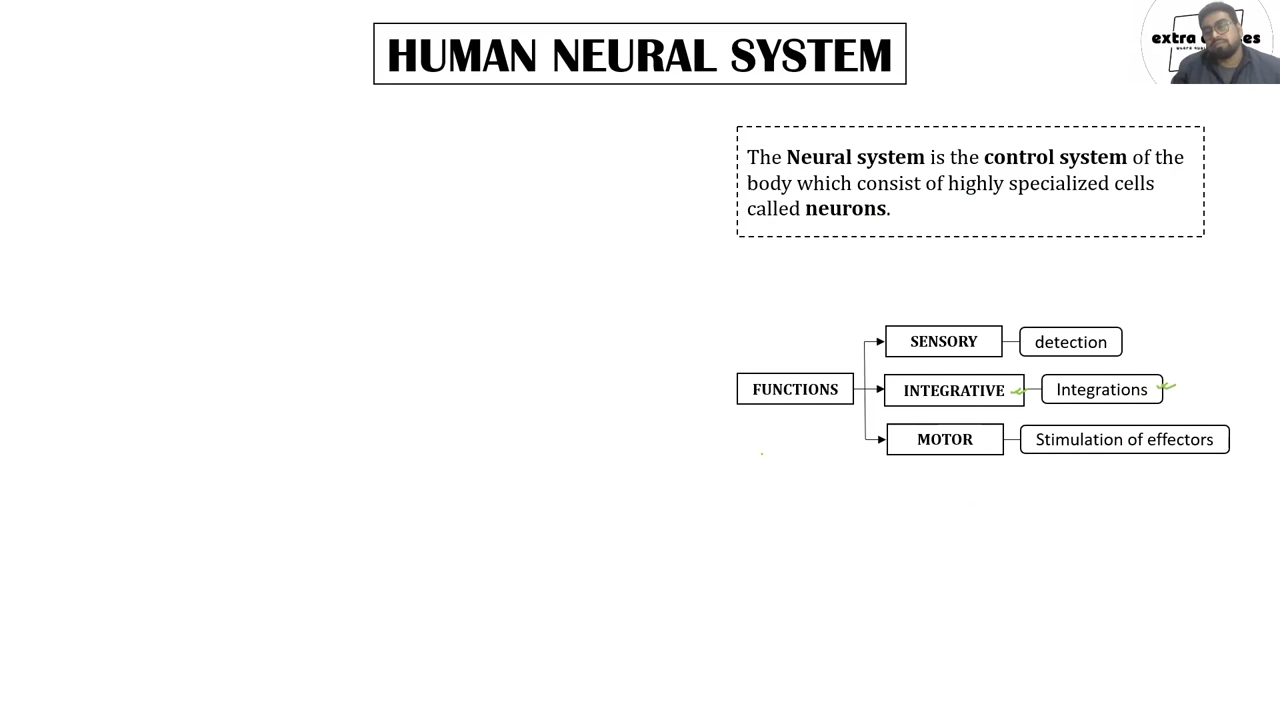 HUMAN NEURAL SYSTEM
The Neural system is the control system of the
body which consist of highly specialized cells
called neurons.
FUNCTIONS
SENSORY
detection
INTEGRATIVE
Integrations
MOTOR
Stimulation of effectors
extra